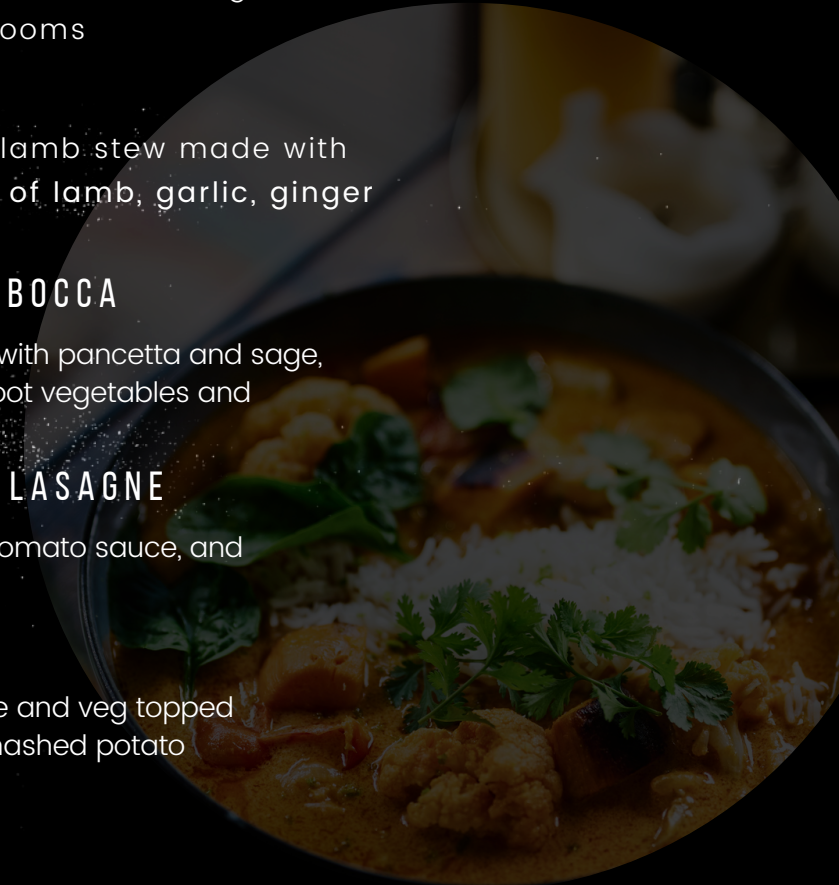 ooms
lamb stew made with
of lamb, garlic, ginger
BOCCA
with pancetta and sage,
oot vegetables and
LASAGNE
omato sauce, and
e and veg topped
nashed potato